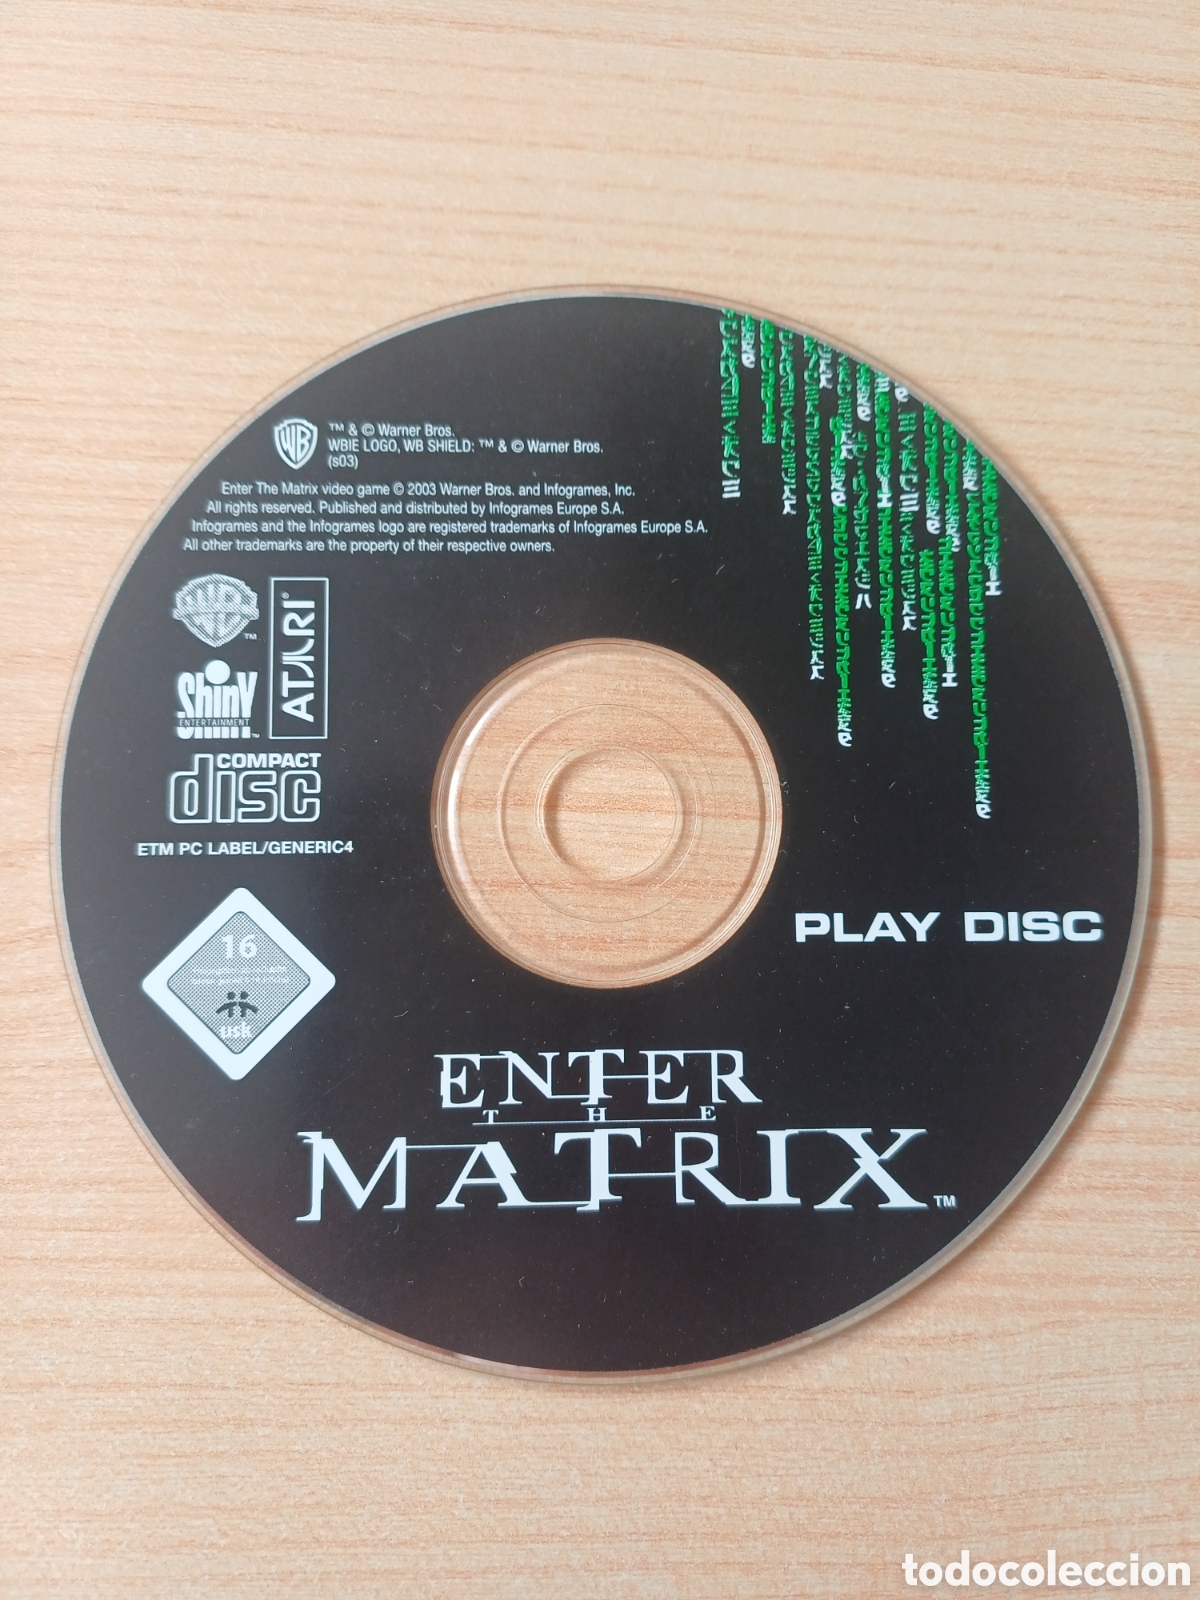 WB
™ & © Warner Bros.
WBIE LOGO, WB SHIELD: ™ & © Warner Bros.
(s03)
Enter The Matrix video game © 2003 Warner Bros. and Infogrames, Inc.
All rights reserved. Published and distributed by Infogrames Europe S.A.
Infogrames and the Infogrames logo are registered trademarks of Infogrames Europe S.A.
All other trademarks are the property of their respective owners.
™
ATARI®
Shiny
ENTERTAINMENT™
COMPACT
disc
ETM PC LABEL/GENERIC4
16
usk
PLAY DISC
ENTER
THE
MATRIX™
todocoleccion